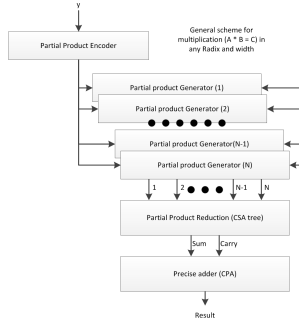 Y
General scheme for
multiplication (A * B = C) in
any Radix and width
Partial Product Encoder
Partial product Generator (1)
Partial product Generator (2)
Partial product Generator(N-1)
Partial product Generator (N)
1 2 N-1 N
Partial Product Reduction (CSA tree)
Sum Carry
Precise adder (CPA)
Result